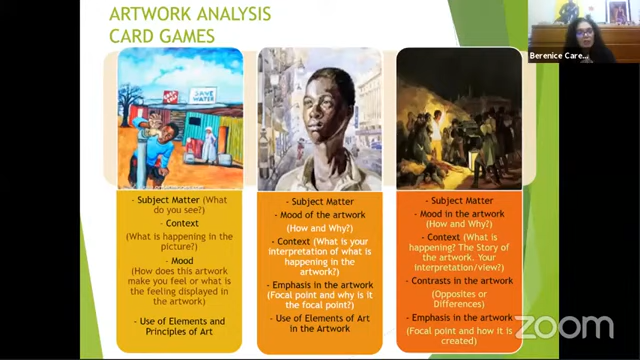 ARTWORK ANALYSIS
CARD GAMES
SAVE
WATER
- Subject Matter (What
do you see?)
- Context
(What is happening in the
picture?)
- Mood
(How does this artwork
make you feel or what is
the feeling displayed in
the artwork)
- Use of Elements and
Principles of Art
- Subject Matter
- Mood of the artwork
(How and Why?)
- Context (What is your
interpretation of what is
happening in the
artwork?)
- Emphasis in the artwork
(Focal point and why is it
the focal point?)
- Use of Elements of Art
in the Artwork
- Subject Matter
- Mood in the artwork
(How and Why?)
- Context (What is
happening? The Story of
the artwork. Your
interpretation/view?)
- Contrasts in the artwork
(Opposites or
Differences)
- Emphasis in the artwork
(Focal point and how it is
created)
Berenice Care...
zoom